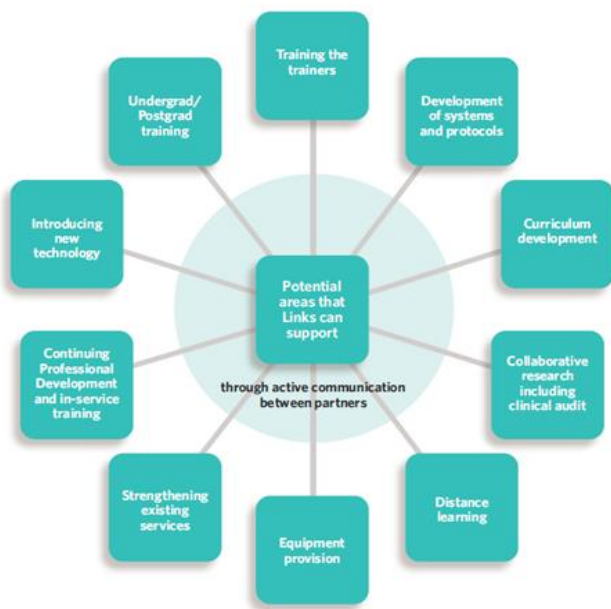 Training the
trainers
Undergrad/
Postgrad
training
Development
of systems
and protocols
Introducing
new
technology
Curriculum
development
Potential
areas that
Links can
support
through active communication
between partners
Continuing
Professional
Development
and in-service
training
Collaborative
research
including
clinical audit
Strengthening
existing
services
Distance
learning
Equipment
provision